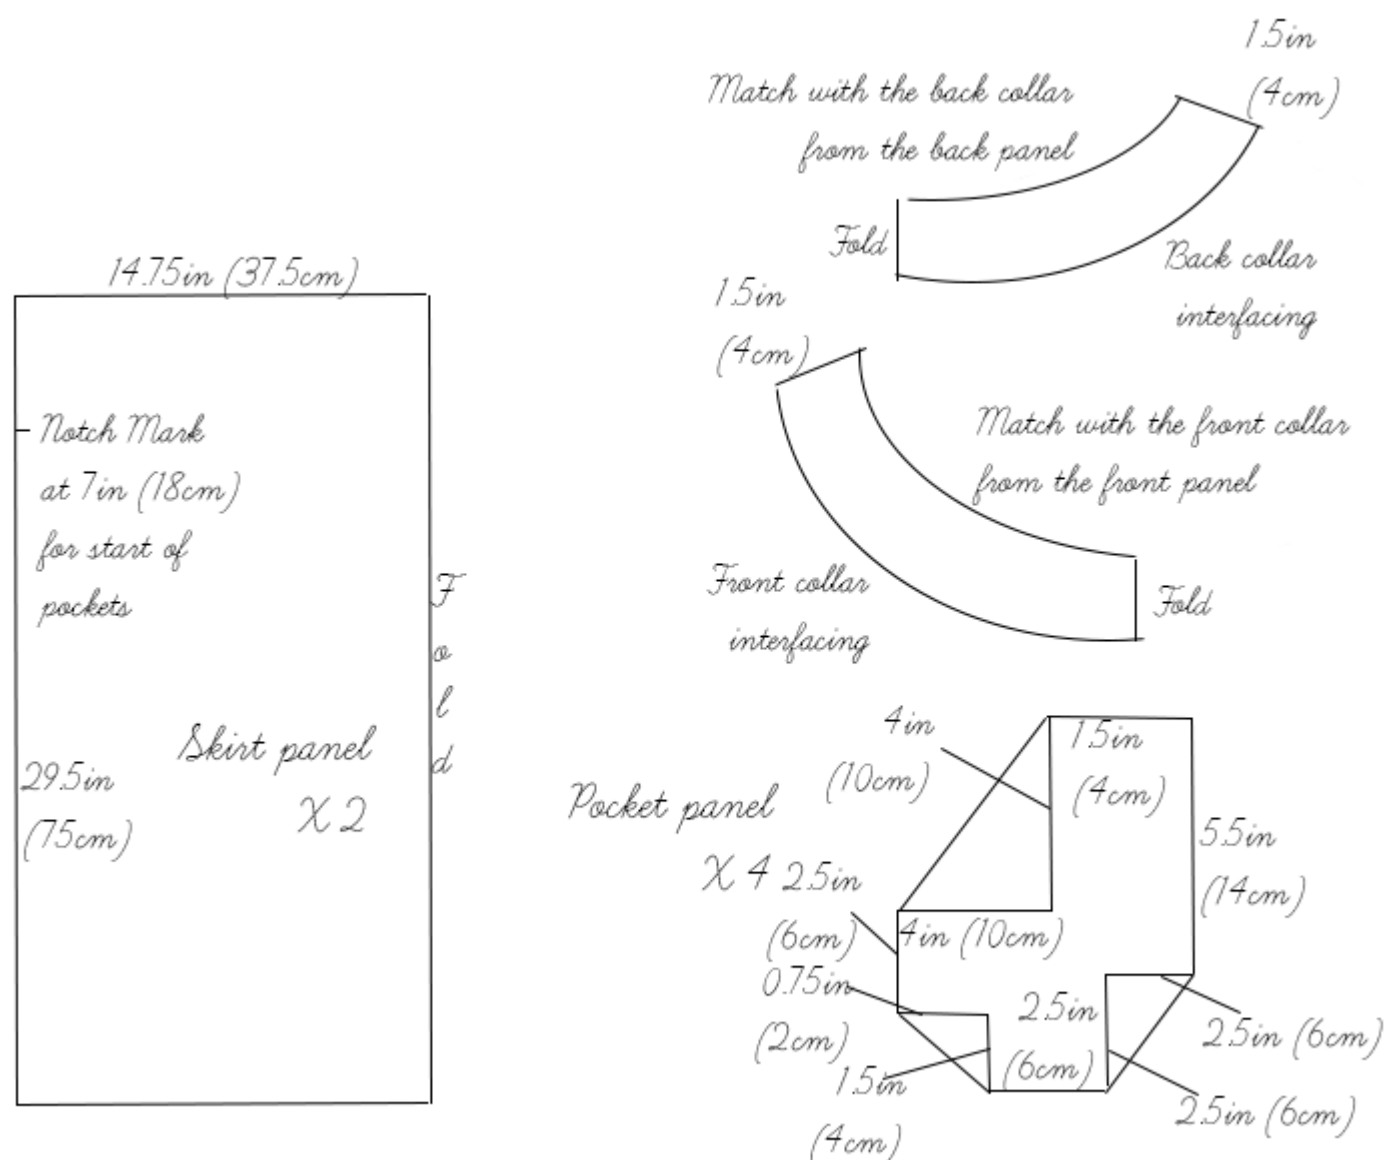 14.75in (37.5cm)
Notch Mark
at 7in (18cm)
for start of
pockets
Fold
Skirt panel
X 2
29.5in
(75cm)
1.5in
(4cm)
Match with the back collar
from the back panel
Fold
Back collar
interfacing
1.5in
(4cm)
Match with the front collar
from the front panel
Front collar
interfacing
Fold
Pocket panel
X 4
4in
(10cm)
1.5in
(4cm)
5.5in
(14cm)
2.5in
(6cm)
4in (10cm)
0.75in
(2cm)
1.5in
(4cm)
2.5in
(6cm)
2.5in (6cm)
2.5in (6cm)